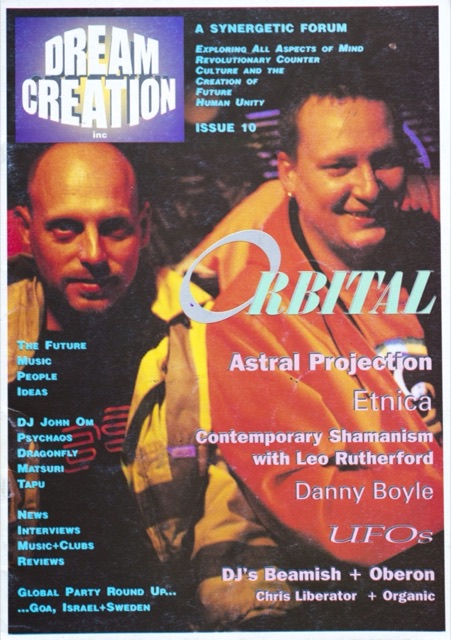 DREAM
CREATION
inc
A SYNERGETIC FORUM
EXPLORING ALL ASPECTS OF MIND
REVOLUTIONARY COUNTER
CULTURE AND THE
CREATION OF
FUTURE
HUMAN UNITY
ISSUE 10
ORBITAL
Astral Projection
Etnica
Contemporary Shamanism
with Leo Rutherford
Danny Boyle
UFOs
DJ's Beamish + Oberon
Chris Liberator + Organic
THE FUTURE
MUSIC
PEOPLE
IDEAS
DJ JOHN OM
PSYCHAOS
DRAGONFLY
MATSURI
TAPU
NEWS
INTERVIEWS
MUSIC+CLUBS
REVIEWS
GLOBAL PARTY ROUND UP...
...GOA, ISRAEL+SWEDEN